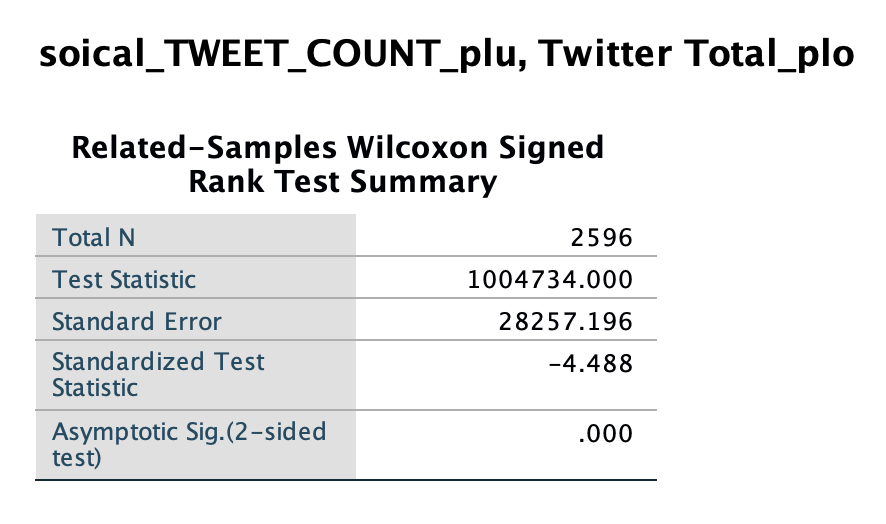 soical_TWEET_COUNT_plu, Twitter Total_plo
Related-Samples Wilcoxon Signed
Rank Test Summary
Total N 2596
Test Statistic 1004734.000
Standard Error 28257.196
Standardized Test
Statistic -4.488
Asymptotic Sig.(2-sided
test) .000